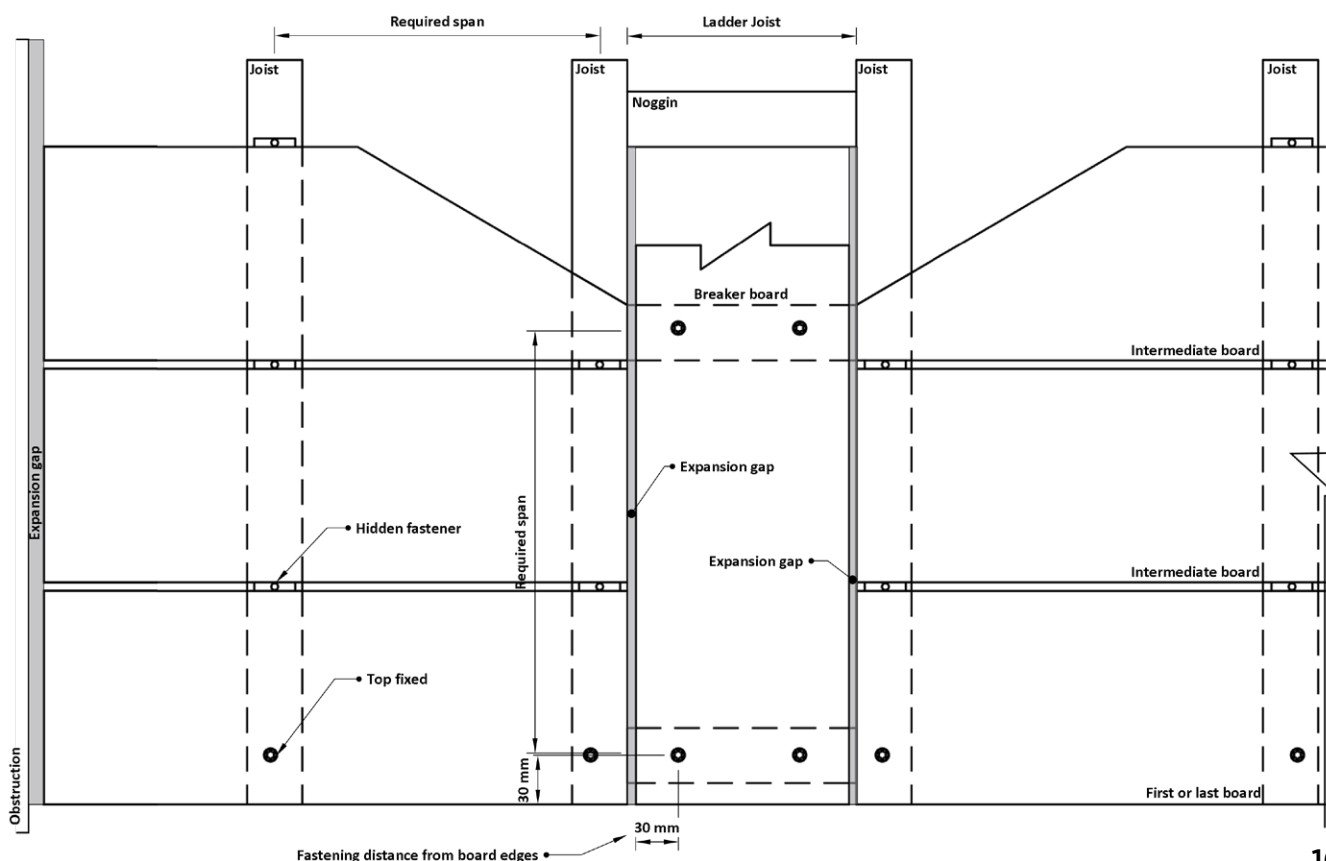 Required span
Ladder Joist
Joist
Joist
Joist
Joist
Noggin
Breaker board
Intermediate board
Expansion gap
Expansion gap
Required span
Hidden fastener
Expansion gap
Intermediate board
Top fixed
Obstruction
30 mm
First or last board
30 mm
Fastening distance from board edges